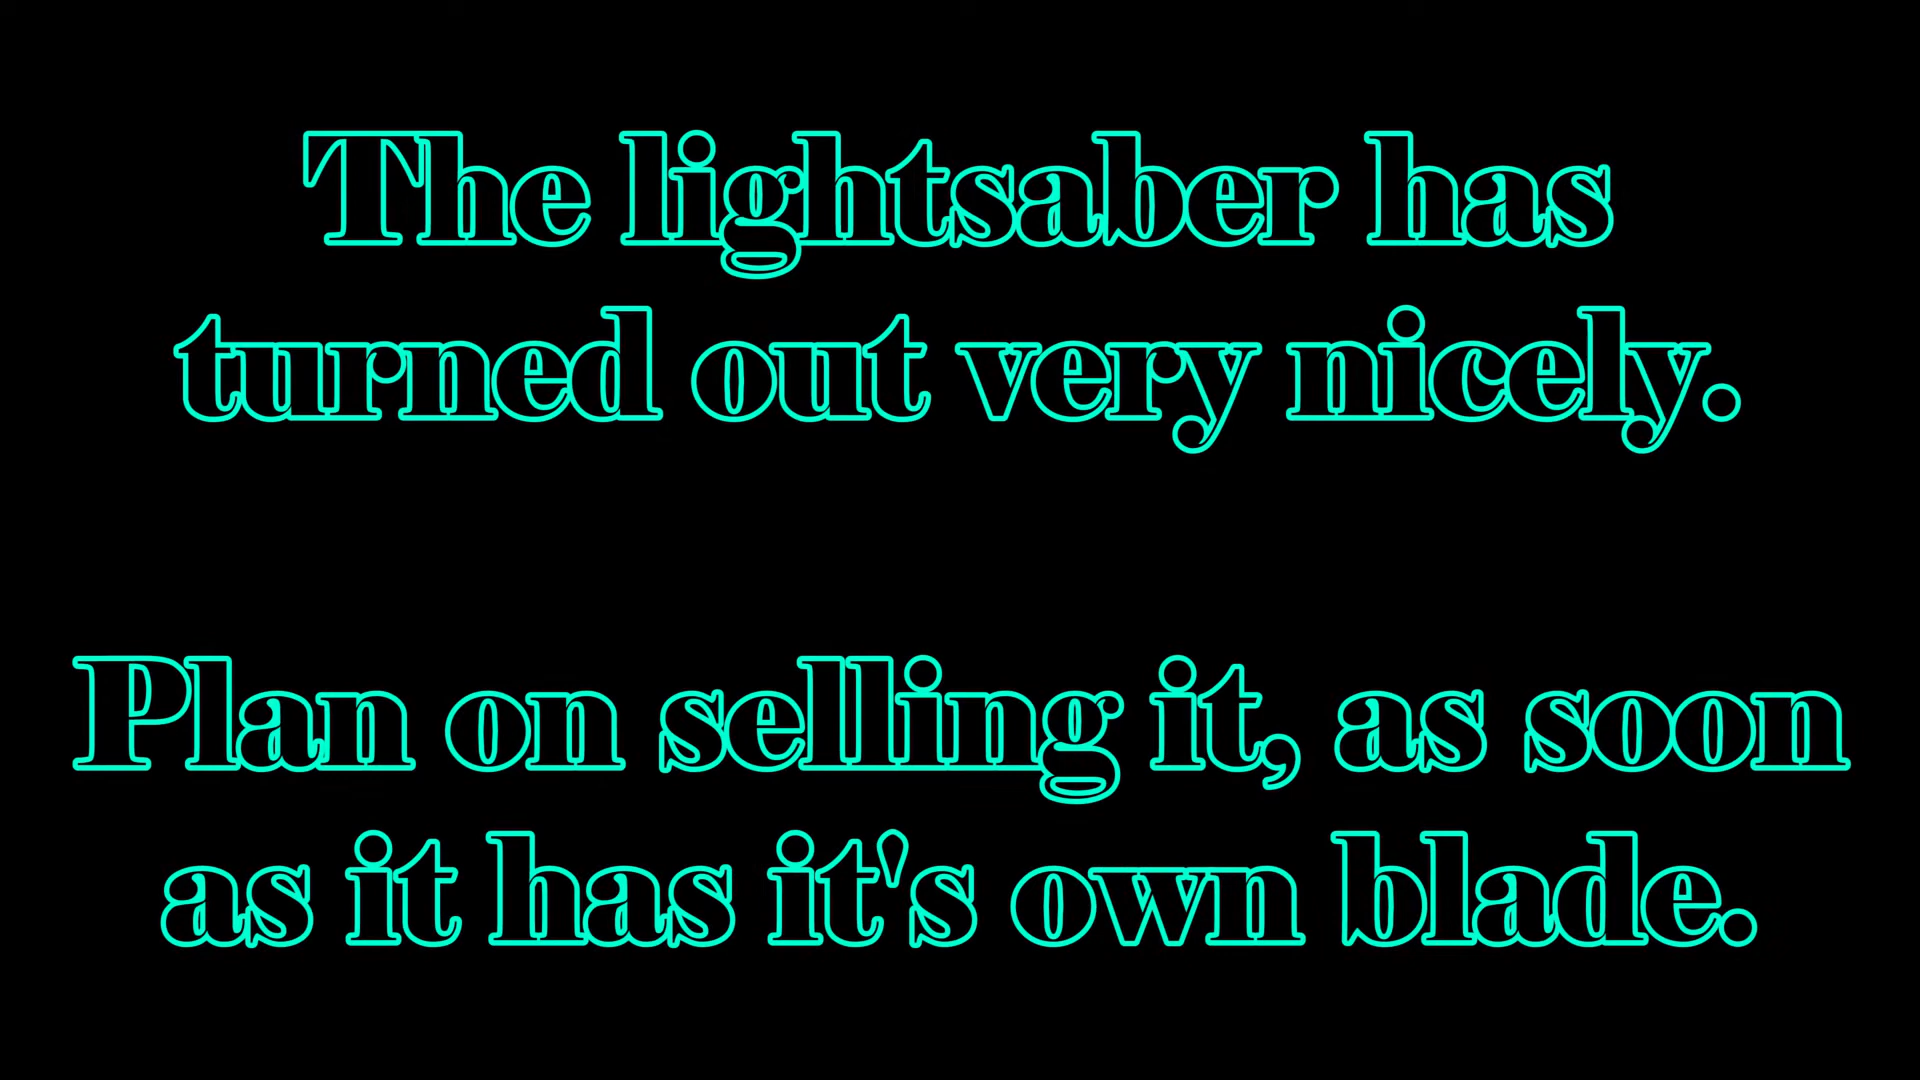 The lightsaber has
turned out very nicely.
Plan on selling it, as soon
as it has it's own blade.